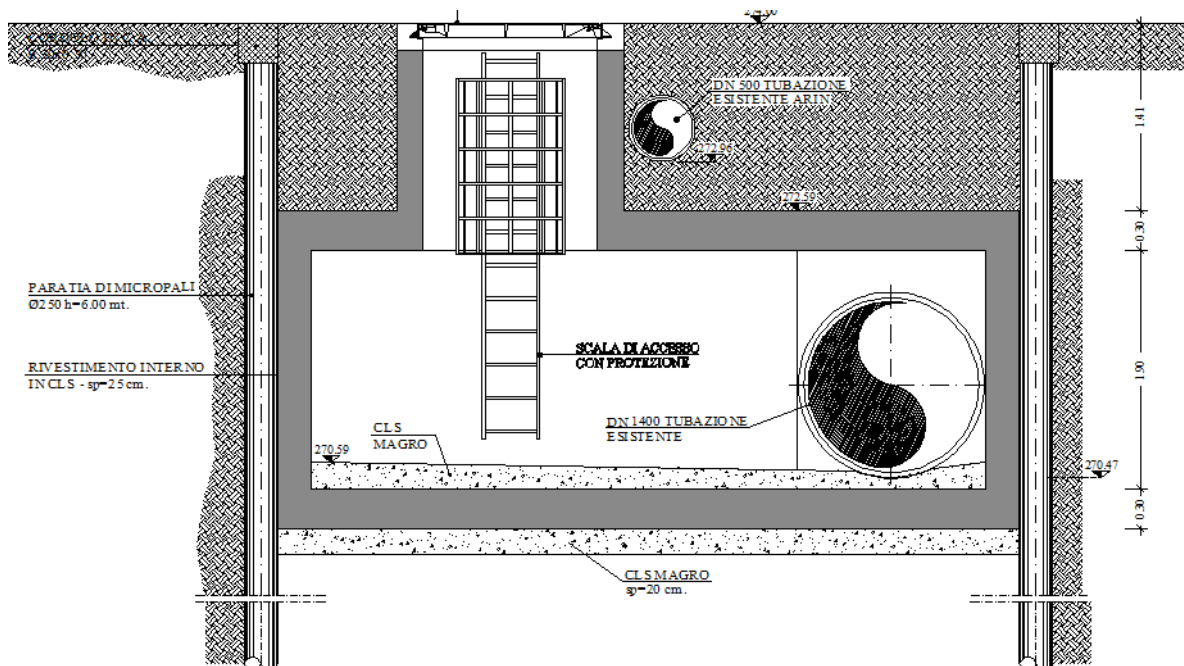 274.00
DN 500 TUBAZIONE
ESISTENTE ARIN
272.96
1.41
272.59
0.30
PARATIA DI MICROPALI
Ø250 h=6.00 mt.
SCALA DI ACCESSO
CON PROTEZIONE
1.90
RIVESTIMENTO INTERNO
IN CLS - sp=25 cm.
DN 1400 TUBAZIONE
ESISTENTE
CLS
MAGRO
270.59
270.47
0.30
CLS MAGRO
sp=20 cm.